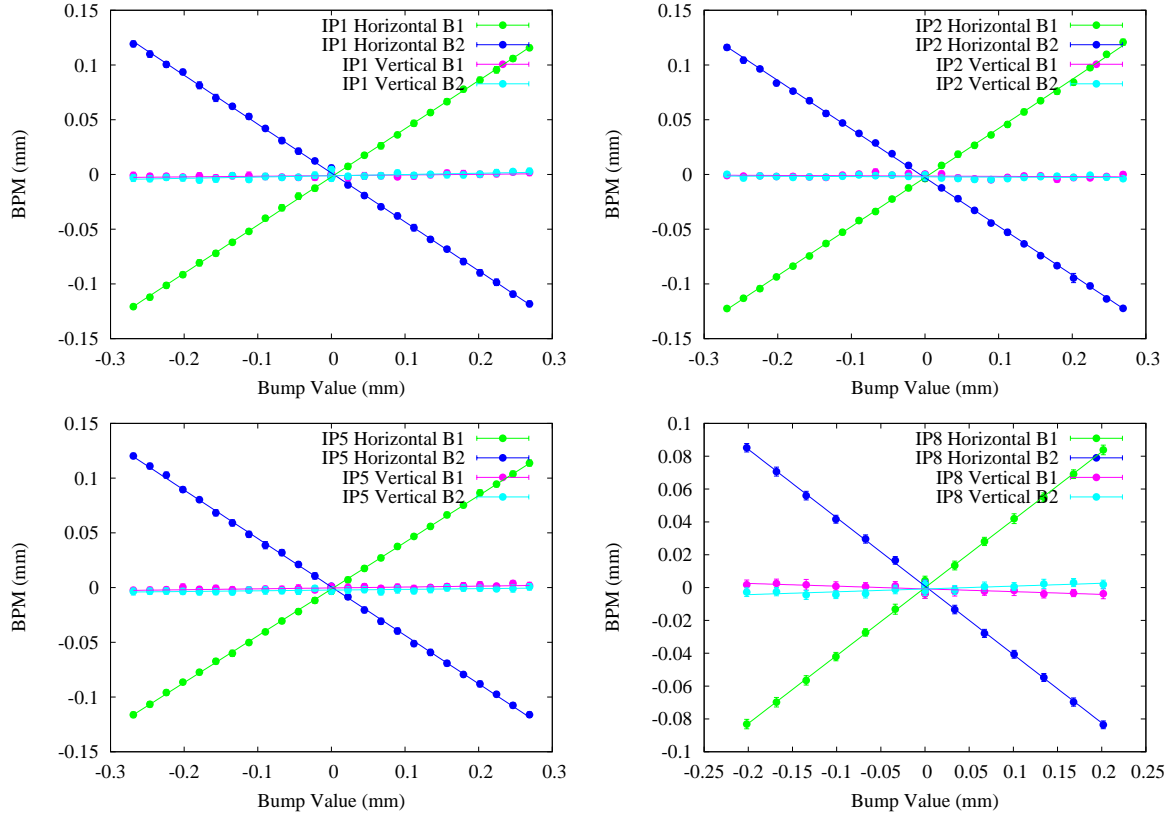 0.15
0.1
0.05
0
-0.05
-0.1
-0.15
-0.3 -0.2 -0.1 0 0.1 0.2 0.3
BPM (mm)
Bump Value (mm)
IP1 Horizontal B1
IP1 Horizontal B2
IP1 Vertical B1
IP1 Vertical B2
0.15
0.1
0.05
0
-0.05
-0.1
-0.15
-0.3 -0.2 -0.1 0 0.1 0.2 0.3
BPM (mm)
Bump Value (mm)
IP2 Horizontal B1
IP2 Horizontal B2
IP2 Vertical B1
IP2 Vertical B2
0.15
0.1
0.05
0
-0.05
-0.1
-0.15
-0.3 -0.2 -0.1 0 0.1 0.2 0.3
BPM (mm)
Bump Value (mm)
IP5 Horizontal B1
IP5 Horizontal B2
IP5 Vertical B1
IP5 Vertical B2
0.1
0.08
0.06
0.04
0.02
0
-0.02
-0.04
-0.06
-0.08
-0.1
-0.25 -0.2 -0.15 -0.1 -0.05 0 0.05 0.1 0.15 0.2 0.25
BPM (mm)
Bump Value (mm)
IP8 Horizontal B1
IP8 Horizontal B2
IP8 Vertical B1
IP8 Vertical B2